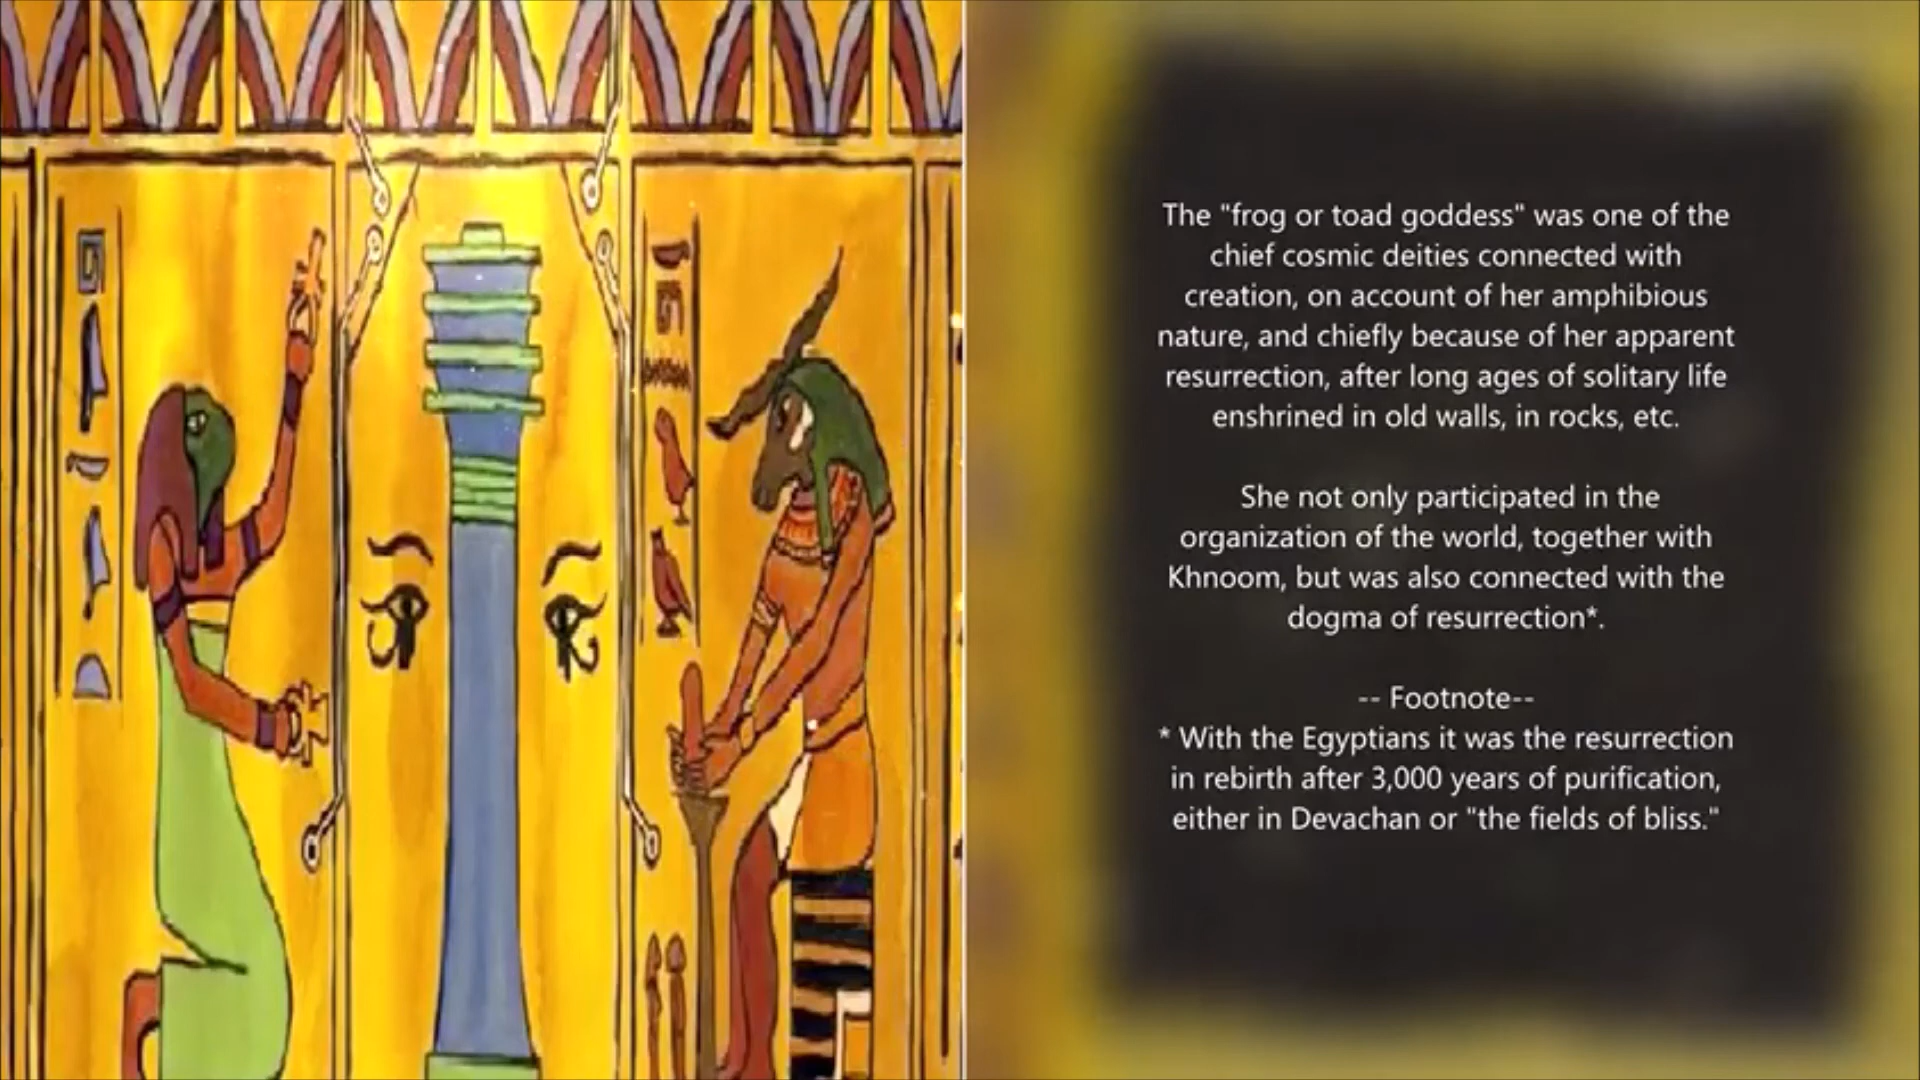 The "frog or toad goddess" was one of the
chief cosmic deities connected with
creation, on account of her amphibious
nature, and chiefly because of her apparent
resurrection, after long ages of solitary life
enshrined in old walls, in rocks, etc.
She not only participated in the
organization of the world, together with
Khnoom, but was also connected with the
dogma of resurrection*.
-- Footnote--
* With the Egyptians it was the resurrection
in rebirth after 3,000 years of purification,
either in Devachan or "the fields of bliss."